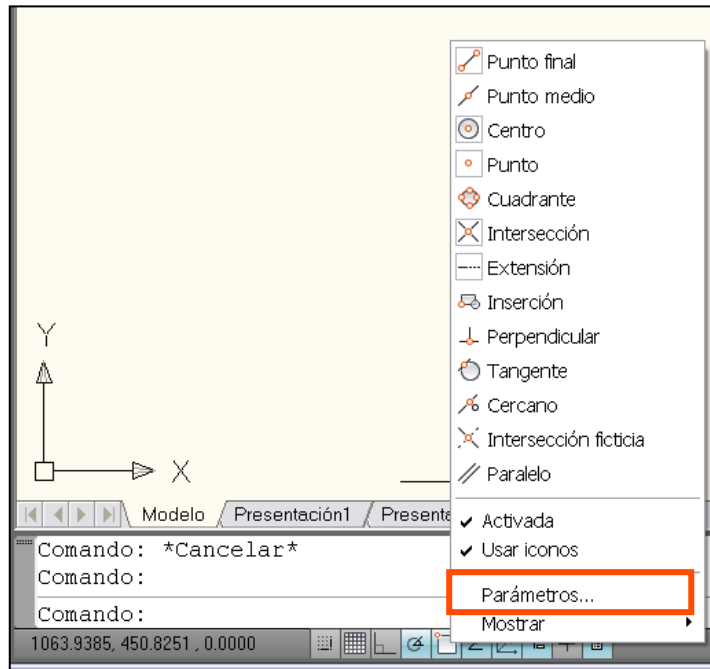 Punto final
Punto medio
Centro
Punto
Cuadrante
Intersección
Extensión
Inserción
Perpendicular
Tangente
Cercano
Intersección ficticia
Paralelo
Activada
Usar iconos
Parámetros...
Mostrar
Y
X
Modelo Presentación1 Presenta
Comando: *Cancelar*
Comando:
Comando:
1063.9385, 450.8251 , 0.0000